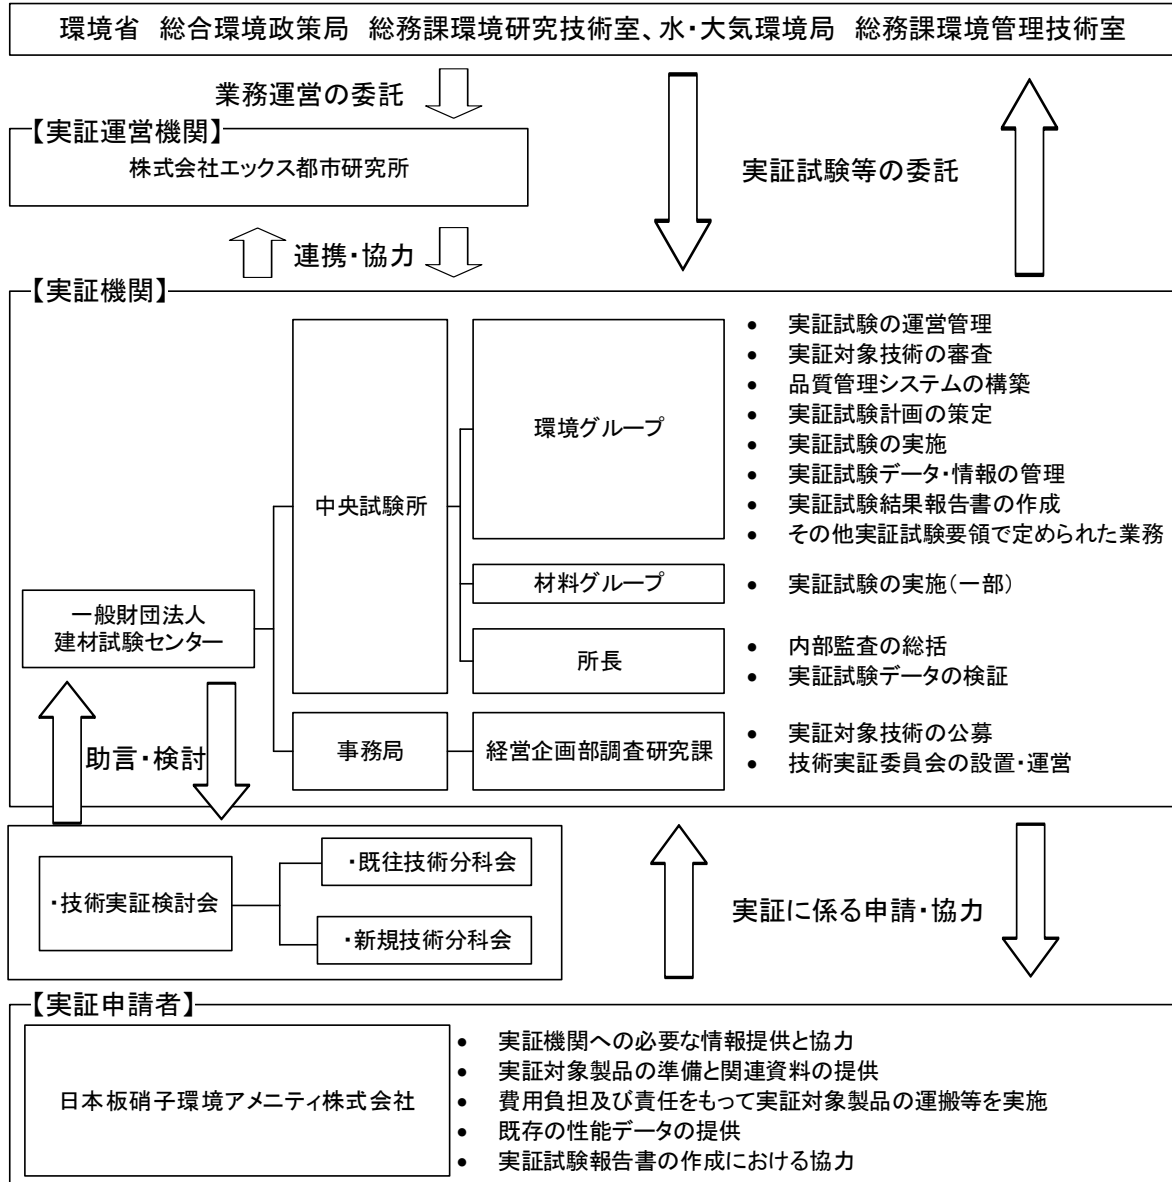 環境省　総合環境政策局　総務課環境研究技術室、水・大気環境局　総務課環境管理技術室
業務運営の委託
【実証運営機関】
株式会社エックス都市研究所
実証試験等の委託
連携・協力
【実証機関】
一般財団法人
建材試験センター
中央試験所
環境グループ
• 実証試験の運営管理
• 実証対象技術の審査
• 品質管理システムの構築
• 実証試験計画の策定
• 実証試験の実施
• 実証試験データ・情報の管理
• 実証試験結果報告書の作成
• その他実証試験要領で定められた業務
材料グループ
• 実証試験の実施(一部)
所長
• 内部監査の総括
• 実証試験データの検証
事務局
経営企画部調査研究課
• 実証対象技術の公募
• 技術実証委員会の設置・運営
助言・検討
・技術実証検討会
・既往技術分科会
・新規技術分科会
実証に係る申請・協力
【実証申請者】
日本板硝子環境アメニティ株式会社
• 実証機関への必要な情報提供と協力
• 実証対象製品の準備と関連資料の提供
• 費用負担及び責任をもって実証対象製品の運搬等を実施
• 既存の性能データの提供
• 実証試験報告書の作成における協力